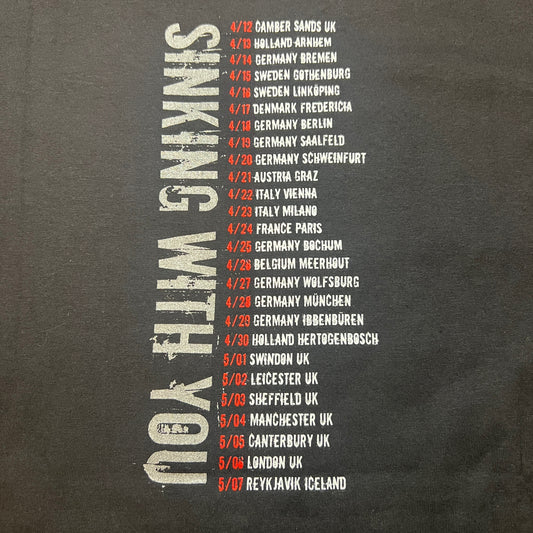 SINKING WITH YOU
4/12 CAMBER SANDS UK
4/13 HOLLAND ARNHEM
4/14 GERMANY BREMEN
4/15 SWEDEN GOTHENBURG
4/16 SWEDEN LINKÖPING
4/17 DENMARK FREDERICIA
4/18 GERMANY BERLIN
4/19 GERMANY SAALFELD
4/20 GERMANY SCHWEINFURT
4/21 AUSTRIA GRAZ
4/22 ITALY VIENNA
4/23 ITALY MILANO
4/24 FRANCE PARIS
4/25 GERMANY BOCHUM
4/26 BELGIUM MEERHOUT
4/27 GERMANY WOLFSBURG
4/28 GERMANY MÜNCHEN
4/29 GERMANY IBBENBÜREN
4/30 HOLLAND HERTOGENBOSCH
5/01 SWINDON UK
5/02 LEICESTER UK
5/03 SHEFFIELD UK
5/04 MANCHESTER UK
5/05 CANTERBURY UK
5/06 LONDON UK
5/07 REYKJAVIK ICELAND